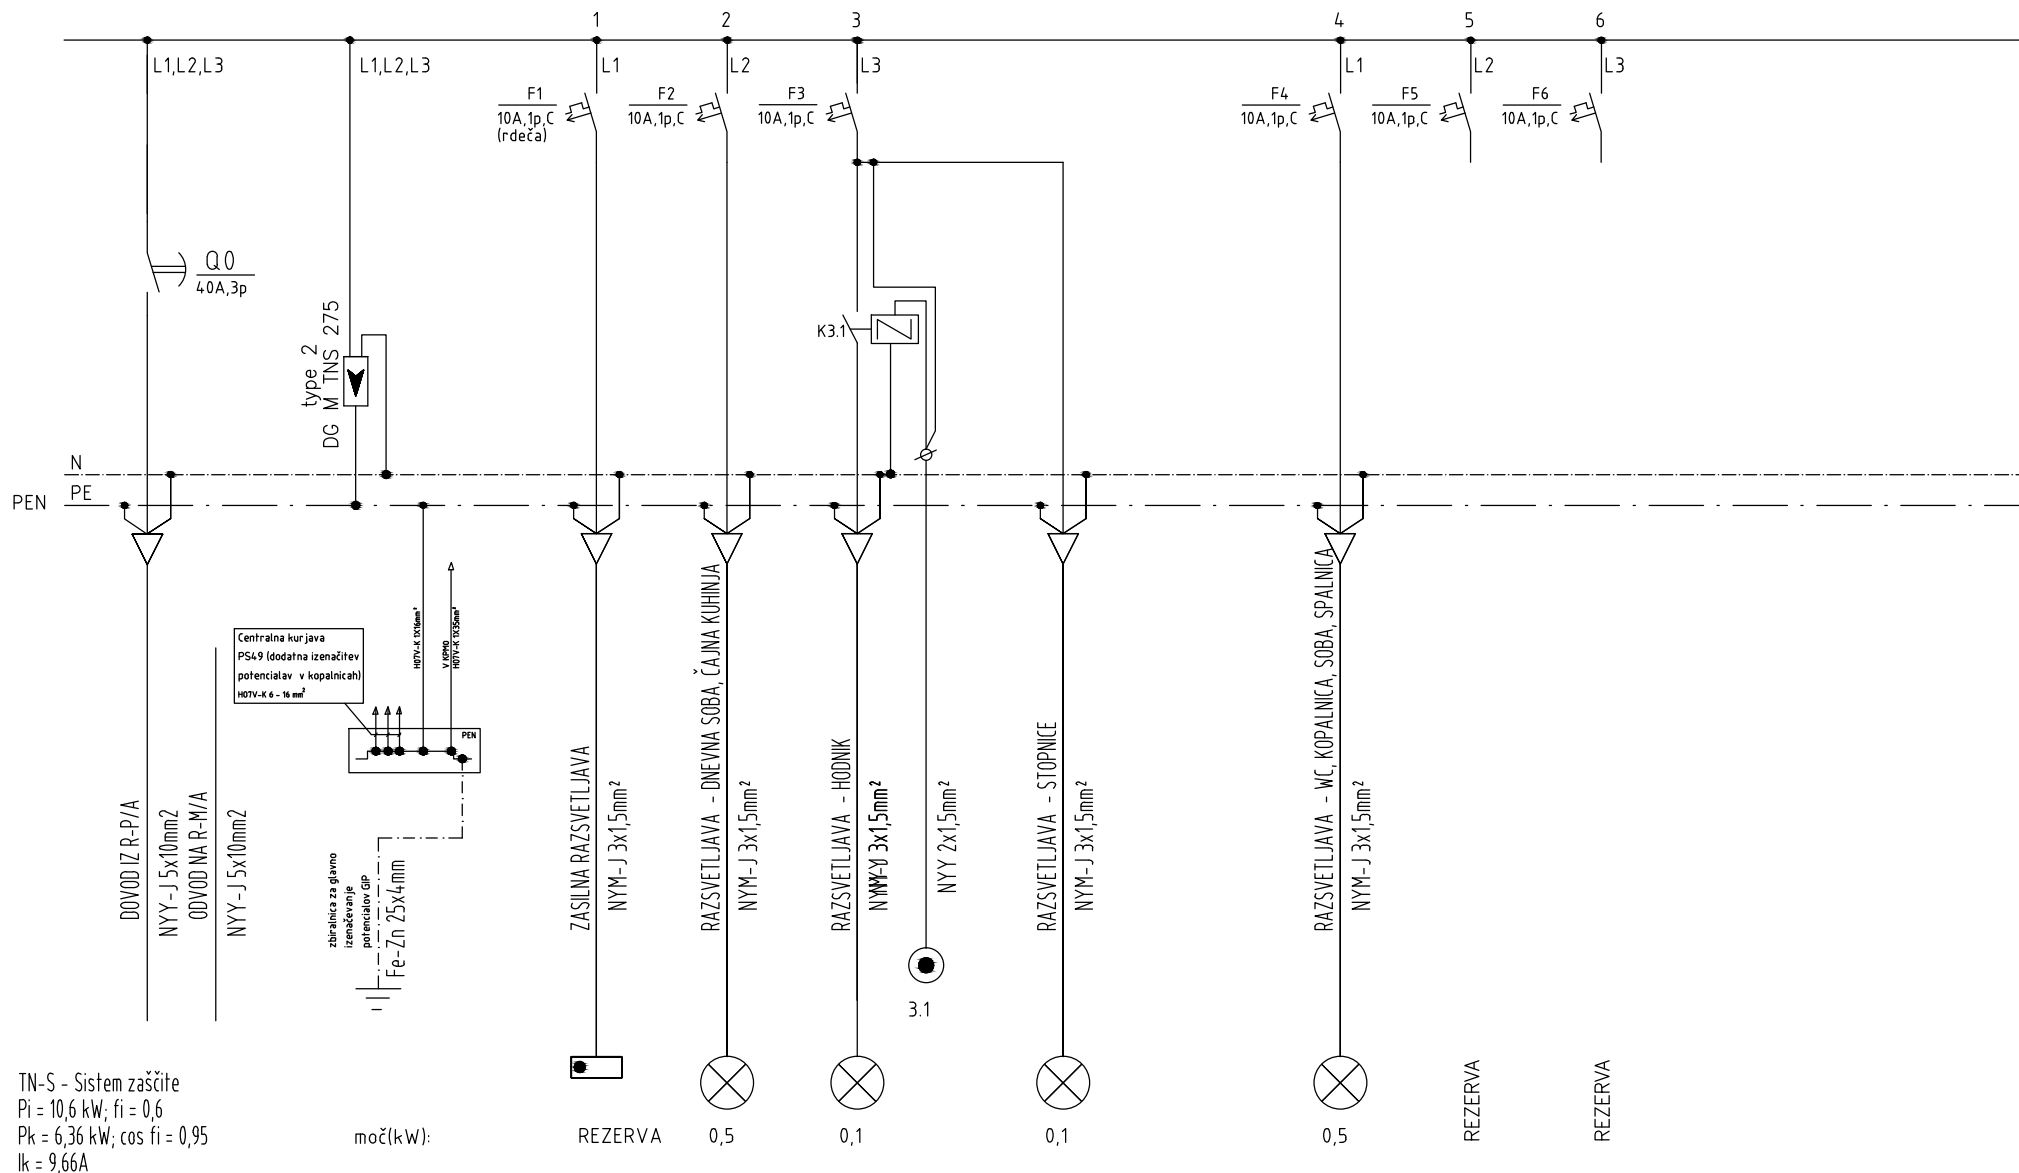 1
2
3
4
5
6
L1,L2,L3
L1,L2,L3
L1
L2
L3
L1
L2
L3
F1
10A,1p,C
(rdeča)
F2
10A,1p,C
F3
10A,1p,C
F4
10A,1p,C
F5
10A,1p,C
F6
10A,1p,C
Q0
40A,3p
type 2
DG M TNS 275
K3.1
N
PE
PEN
Centralna kurjava
PS49 (dodatna izenačitev
potencialav v kopalnicah)
H07V-K 6 - 16 mm²
H07V-K 1X16mm²
V KPMO
H07V-K 1X35mm²
PEN
DOVOD IZ R-P/A
NYY-J 5x10mm2
ODVOD NA R-M/A
NYY-J 5x10mm2
zbiralnica za glavno
izenačevanje
potencialov GIP
Fe-Zn 25x4mm
ZASILNA RAZSVETLJAVA
NYM-J 3x1,5mm²
RAZSVETLJAVA - DNEVNA SOBA, ČAJNA KUHINJA
NYM-J 3x1,5mm²
RAZSVETLJAVA - HODNIK
3x1,5mm²
NYY 2x1,5mm²
3.1
RAZSVETLJAVA - STOPNICE
NYM-J 3x1,5mm²
RAZSVETLJAVA - WC, KOPALNICA, SOBA, SPALNICA
NYM-J 3x1,5mm²
TN-S - Sistem zaščite
Pi = 10,6 kW; fi = 0,6
Pk = 6,36 kW; cos fi = 0,95
Ik = 9,66A
moč(kW):
REZERVA
0,5
0,1
0,1
0,5
REZERVA
REZERVA